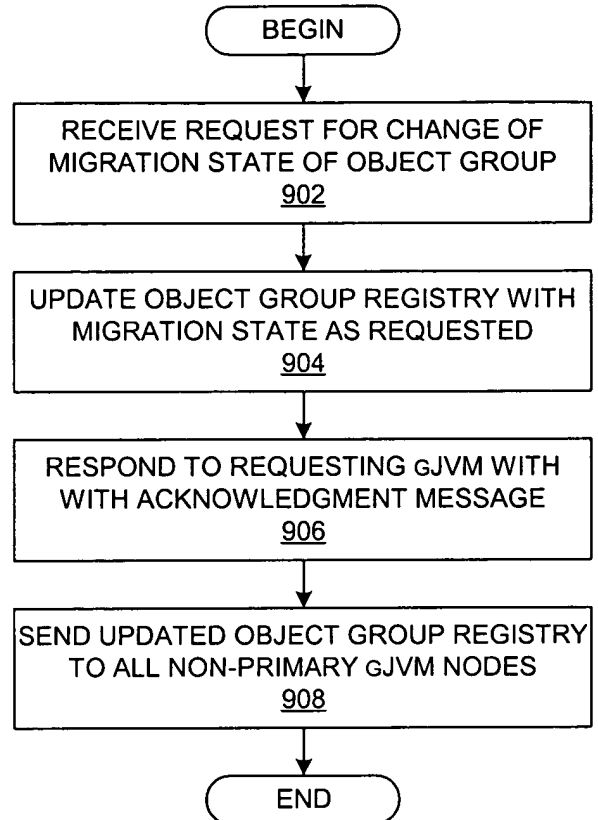 BEGIN
RECEIVE REQUEST FOR CHANGE OF
MIGRATION STATE OF OBJECT GROUP
902
UPDATE OBJECT GROUP REGISTRY WITH
MIGRATION STATE AS REQUESTED
904
RESPOND TO REQUESTING GJVM WITH
WITH ACKNOWLEDGMENT MESSAGE
906
SEND UPDATED OBJECT GROUP REGISTRY
TO ALL NON-PRIMARY GJVM NODES
908
END